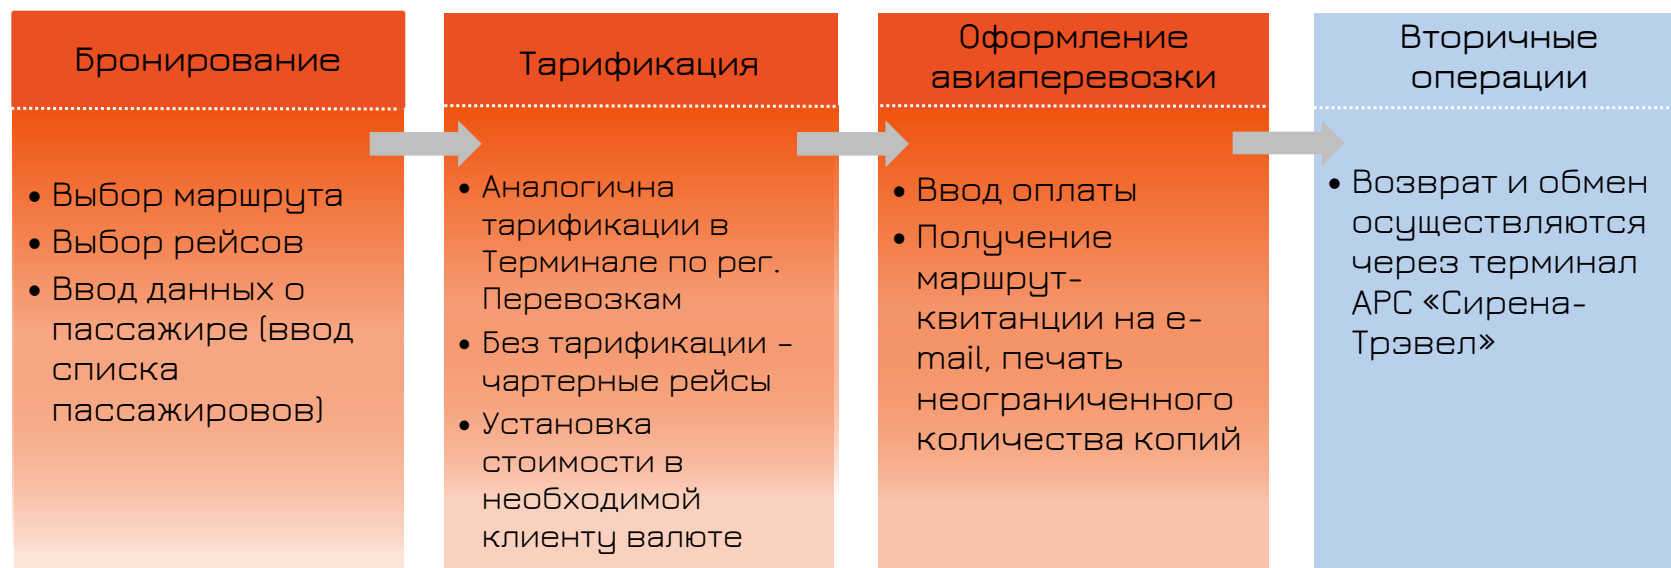 Бронирование
• Выбор маршрута
• Выбор рейсов
• Ввод данных о
пассажире (ввод
списка
пассажировов)
Тарификация
• Аналогична
тарификации в
Терминале по рег.
Перевозкам
• Без тарификации –
чартерные рейсы
• Установка
стоимости в
необходимой
клиенту валюте
Оформление
авиаперевозки
• Ввод оплаты
• Получение
маршрут-
квитанции на e-
mail, печать
неограниченного
количества копий
Вторичные
операции
• Возврат и обмен
осуществляются
через терминал
АРС «Сирена-
Трэвел»